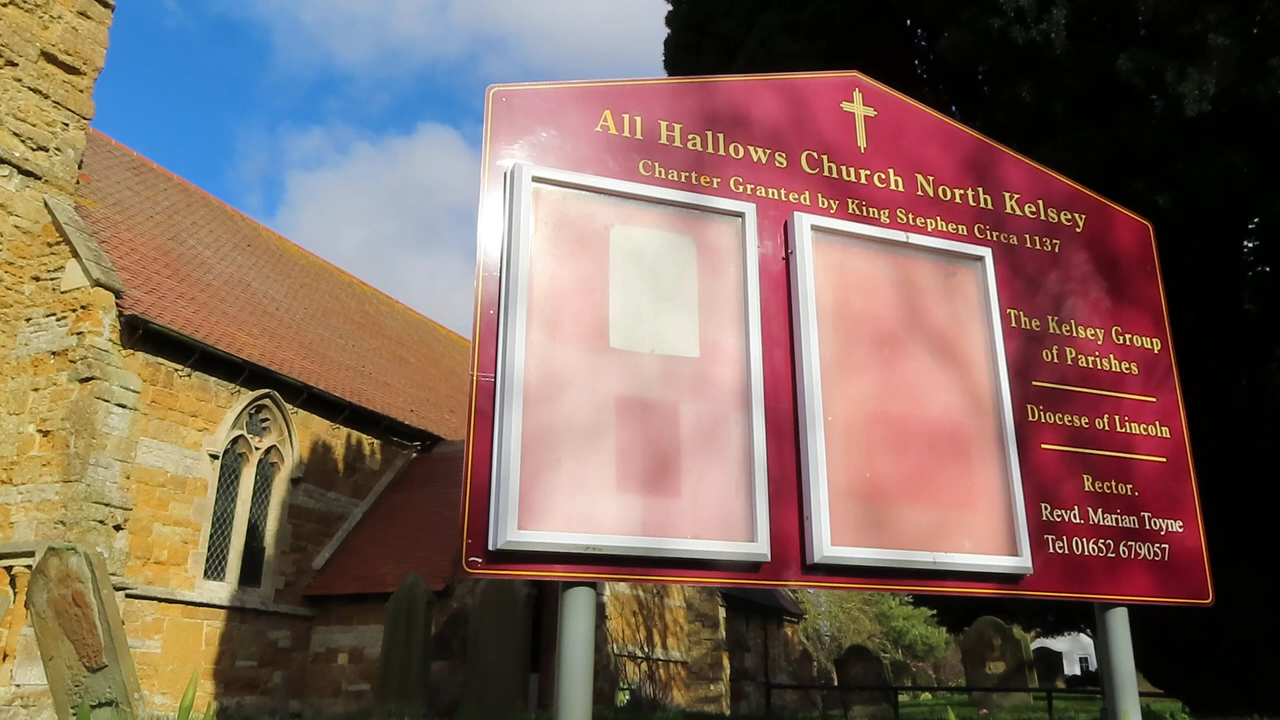 All Hallows Church North Kelsey
Charter Granted by King Stephen Circa 1137
The Kelsey Group
of Parishes
Diocese of Lincoln
Rector.
Revd. Marian Toyne
Tel 01652 679057